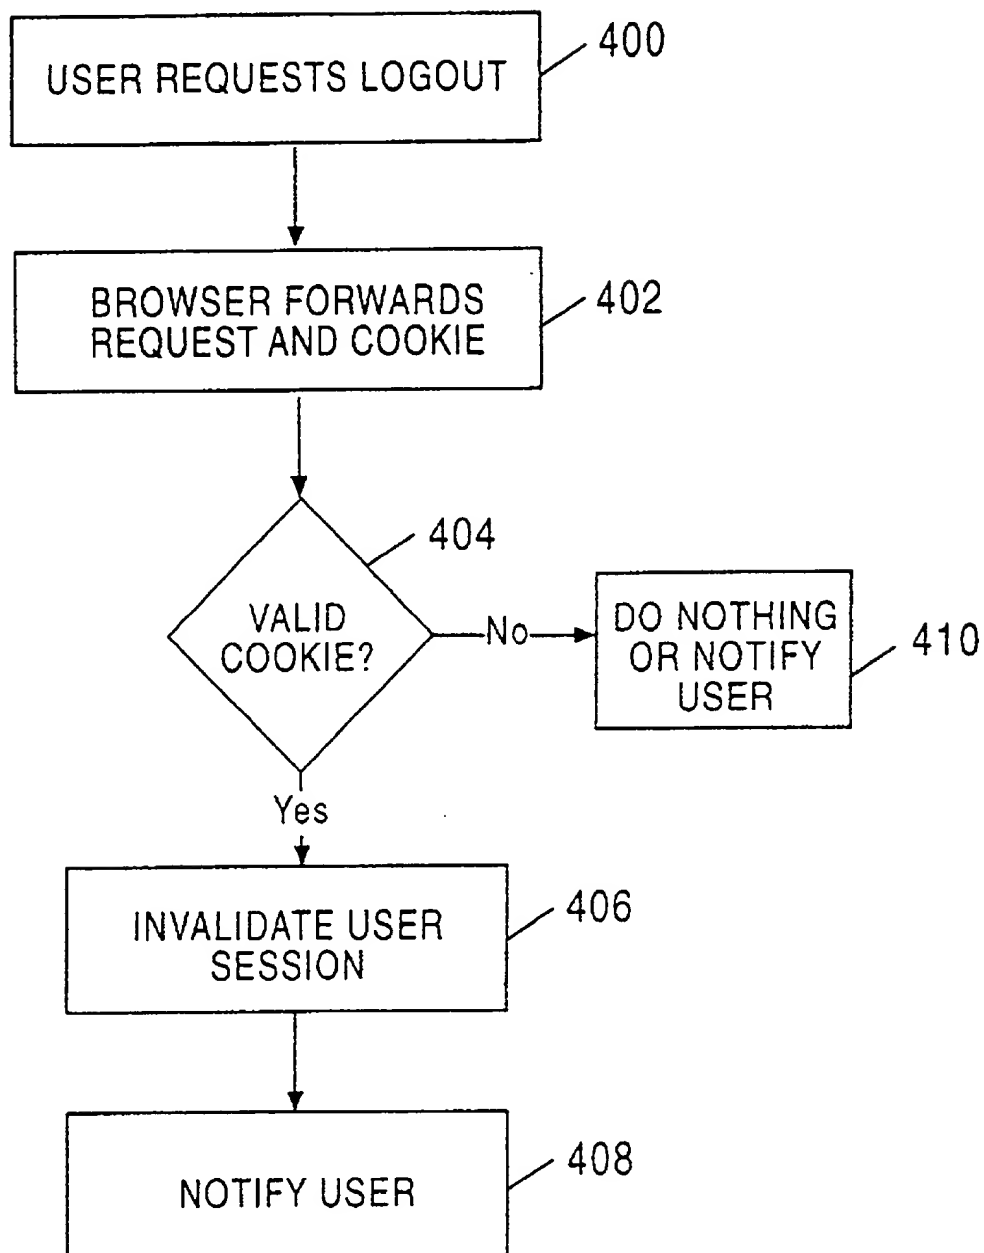 USER REQUESTS LOGOUT
400
BROWSER FORWARDS
REQUEST AND COOKIE
402
404
VALID
COOKIE?
No
DO NOTHING
OR NOTIFY
USER
410
Yes
INVALIDATE USER
SESSION
406
NOTIFY USER
408